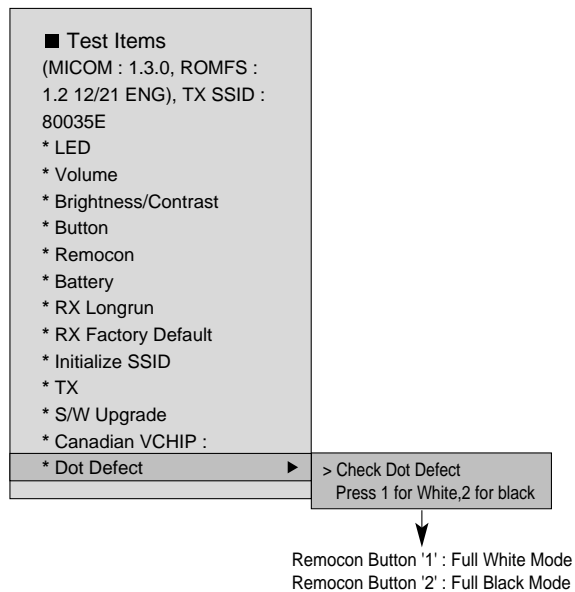 ■ Test Items
(MICOM : 1.3.0, ROMFS :
1.2 12/21 ENG), TX SSID :
80035E
* LED
* Volume
* Brightness/Contrast
* Button
* Remocon
* Battery
* RX Longrun
* RX Factory Default
* Initialize SSID
* TX
* S/W Upgrade
* Canadian VCHIP :
* Dot Defect ▶
> Check Dot Defect
Press 1 for White,2 for black
Remocon Button '1' : Full White Mode
Remocon Button '2' : Full Black Mode